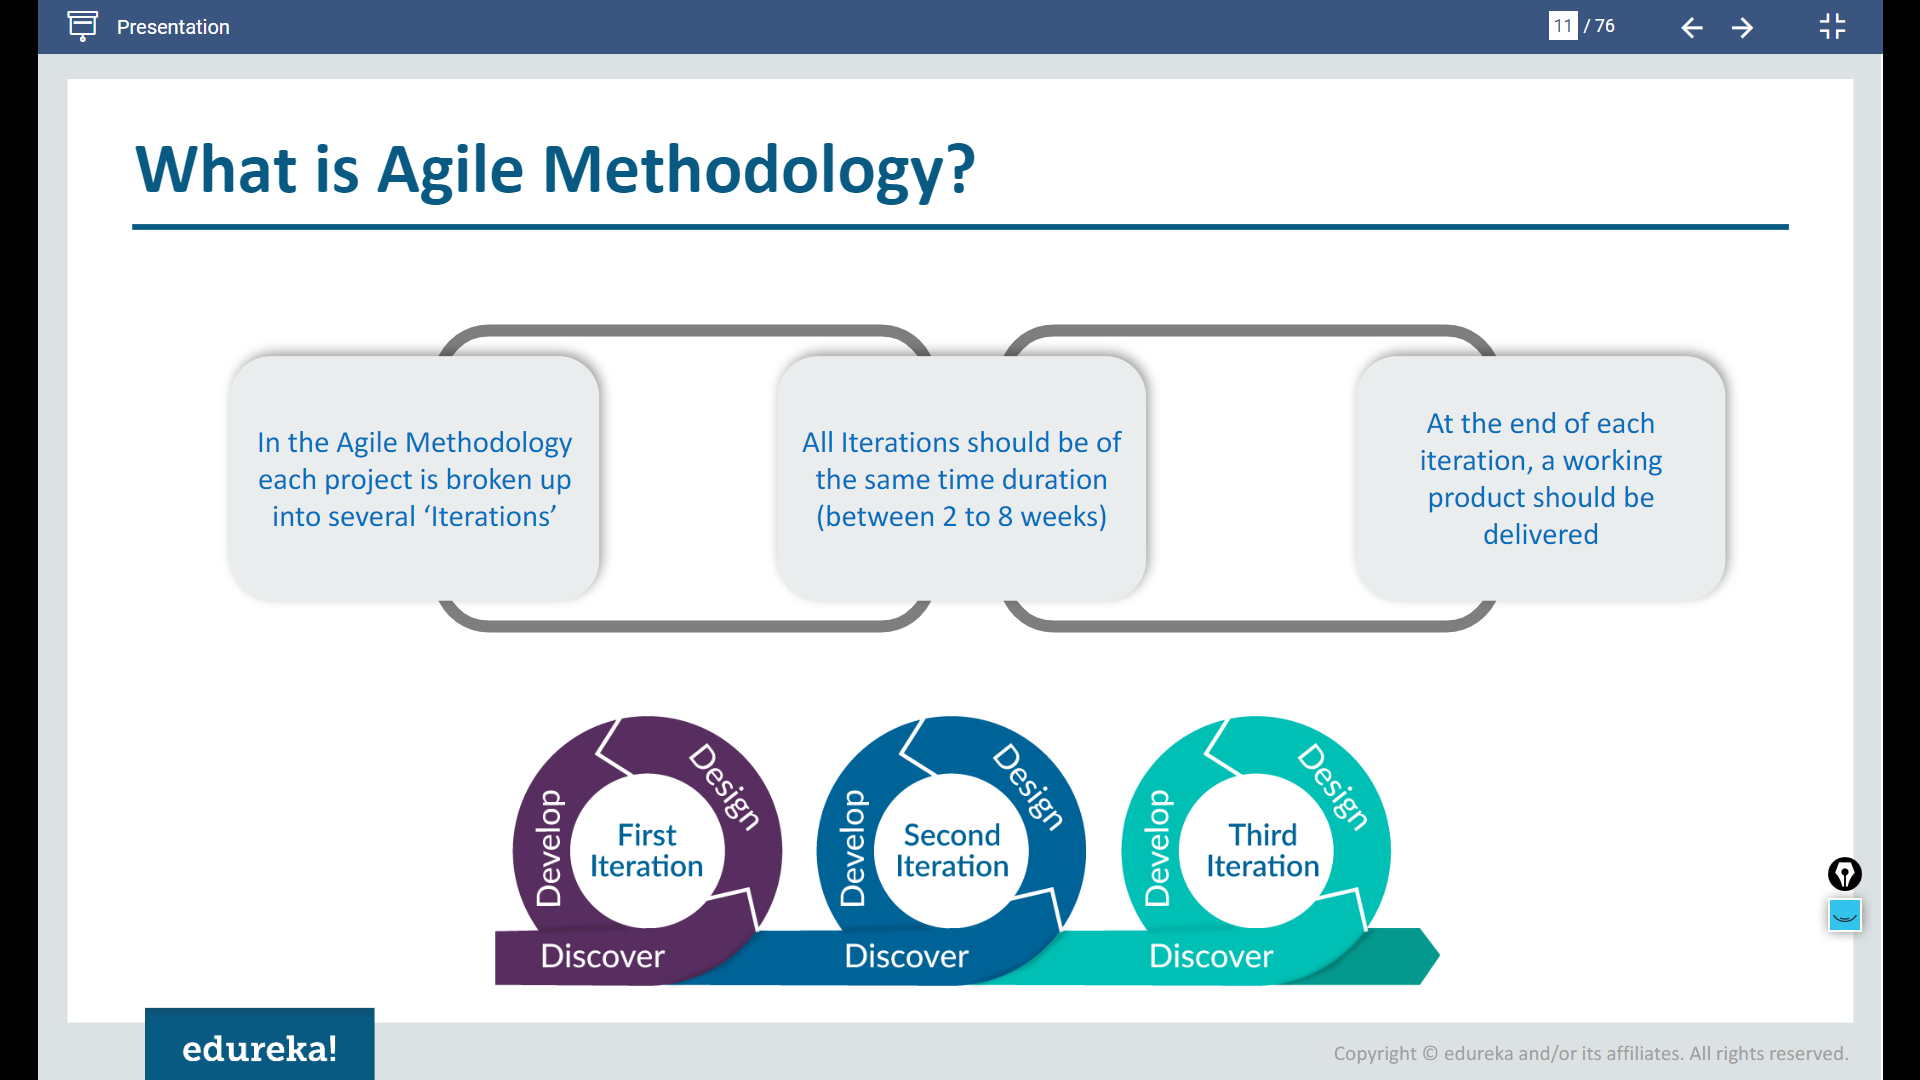 Presentation
11 / 76
What is Agile Methodology?
In the Agile Methodology
each project is broken up
into several ‘Iterations’
All Iterations should be of
the same time duration
(between 2 to 8 weeks)
At the end of each
iteration, a working
product should be
delivered
Develop
Design
First
Iteration
Discover
Develop
Design
Second
Iteration
Discover
Develop
Design
Third
Iteration
Discover
edureka!
Copyright © edureka and/or its affiliates. All rights reserved.